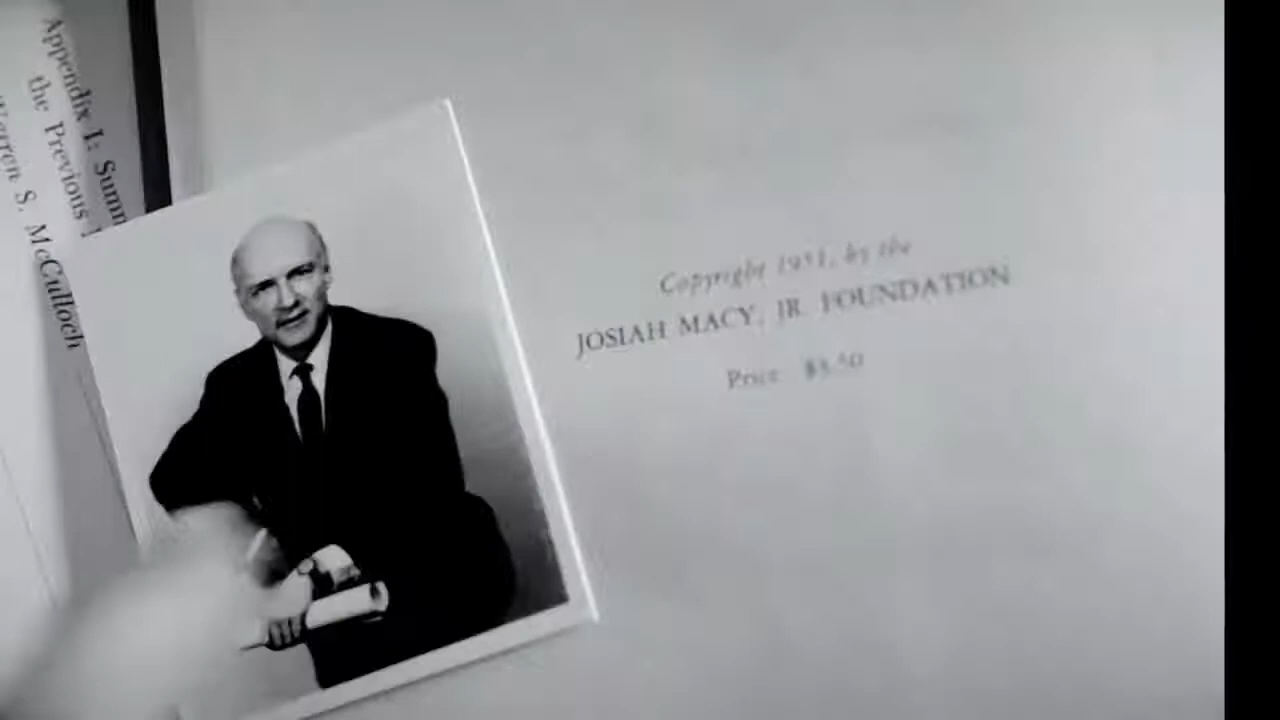 Appendix I: Summ
the Previous
Warren S. McCulloch
Copyright 1951, by the
JOSIAH MACY, JR. FOUNDATION
Price $3.50